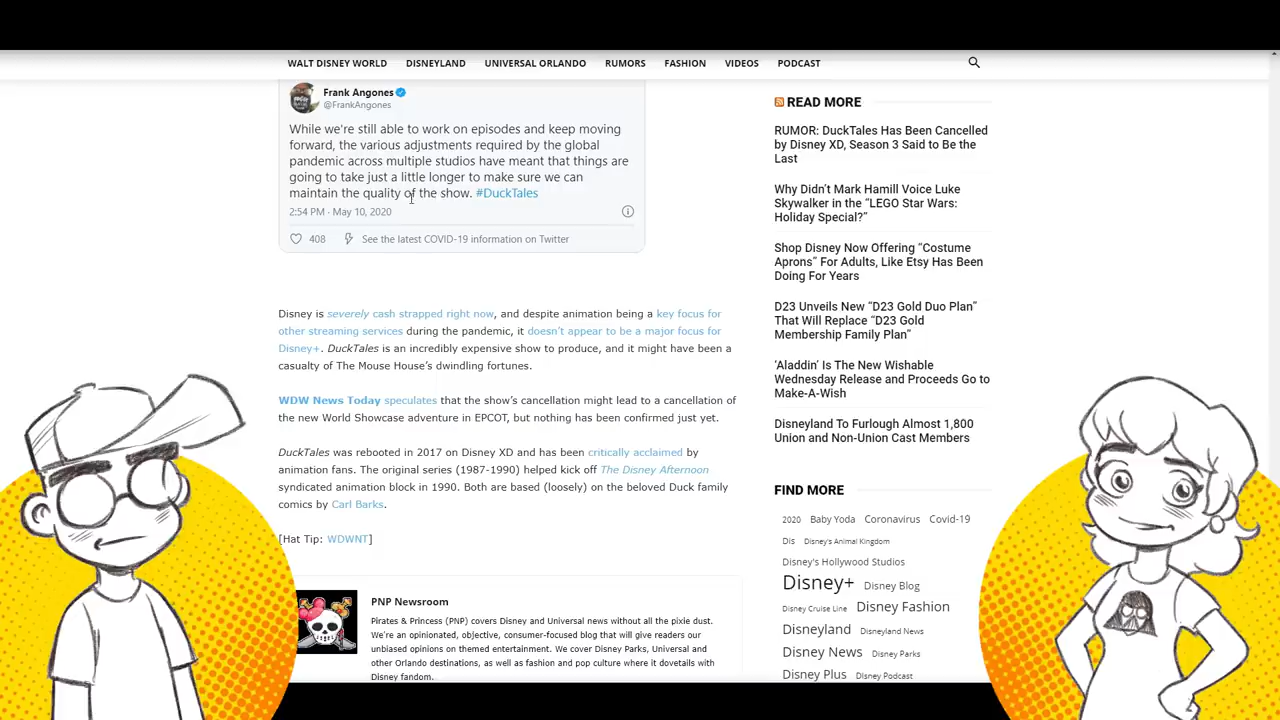 WALT DISNEY WORLD DISNEYLAND UNIVERSAL ORLANDO RUMORS FASHION VIDEOS PODCAST
Frank Angones
@FrankAngones
While we're still able to work on episodes and keep moving
forward, the various adjustments required by the global
pandemic across multiple studios have meant that things are
going to take just a little longer to make sure we can
maintain the quality of the show. #DuckTales
2:54 PM · May 10, 2020
408 See the latest COVID-19 information on Twitter
Disney is severely cash strapped right now, and despite animation being a key focus for
other streaming services during the pandemic, it doesn't appear to be a major focus for
Disney+. DuckTales is an incredibly expensive show to produce, and it might have been a
casualty of The Mouse House's dwindling fortunes.
WDW News Today speculates that the show's cancellation might lead to a cancellation of
the new World Showcase adventure in EPCOT, but nothing has been confirmed just yet.
DuckTales was rebooted in 2017 on Disney XD and has been critically acclaimed by
animation fans. The original series (1987-1990) helped kick off The Disney Afternoon
syndicated animation block in 1990. Both are based (loosely) on the beloved Duck family
comics by Carl Barks.
[Hat Tip: WDWNT]
PNP Newsroom
Pirates & Princess (PNP) covers Disney and Universal news without all the pixie dust.
We're an opinionated, objective, consumer-focused blog that will give readers our
unbiased opinions on themed entertainment. We cover Disney Parks, Universal and
other Orlando destinations, as well as fashion and pop culture where it dovetails with
Disney fandom.
READ MORE
RUMOR: DuckTales Has Been Cancelled
by Disney XD, Season 3 Said to Be the
Last
Why Didn't Mark Hamill Voice Luke
Skywalker in the "LEGO Star Wars:
Holiday Special?"
Shop Disney Now Offering "Costume
Aprons" For Adults, Like Etsy Has Been
Doing For Years
D23 Unveils New "D23 Gold Duo Plan"
That Will Replace "D23 Gold
Membership Family Plan"
'Aladdin' Is The New Wishable
Wednesday Release and Proceeds Go to
Make-A-Wish
Disneyland To Furlough Almost 1,800
Union and Non-Union Cast Members
FIND MORE
2020 Baby Yoda Coronavirus Covid-19
Dis Disney's Animal Kingdom
Disney's Hollywood Studios
Disney+ Disney Blog
Disney Cruise Line Disney Fashion
Disneyland Disneyland News
Disney News Disney Parks
Disney Plus Disney Podcast